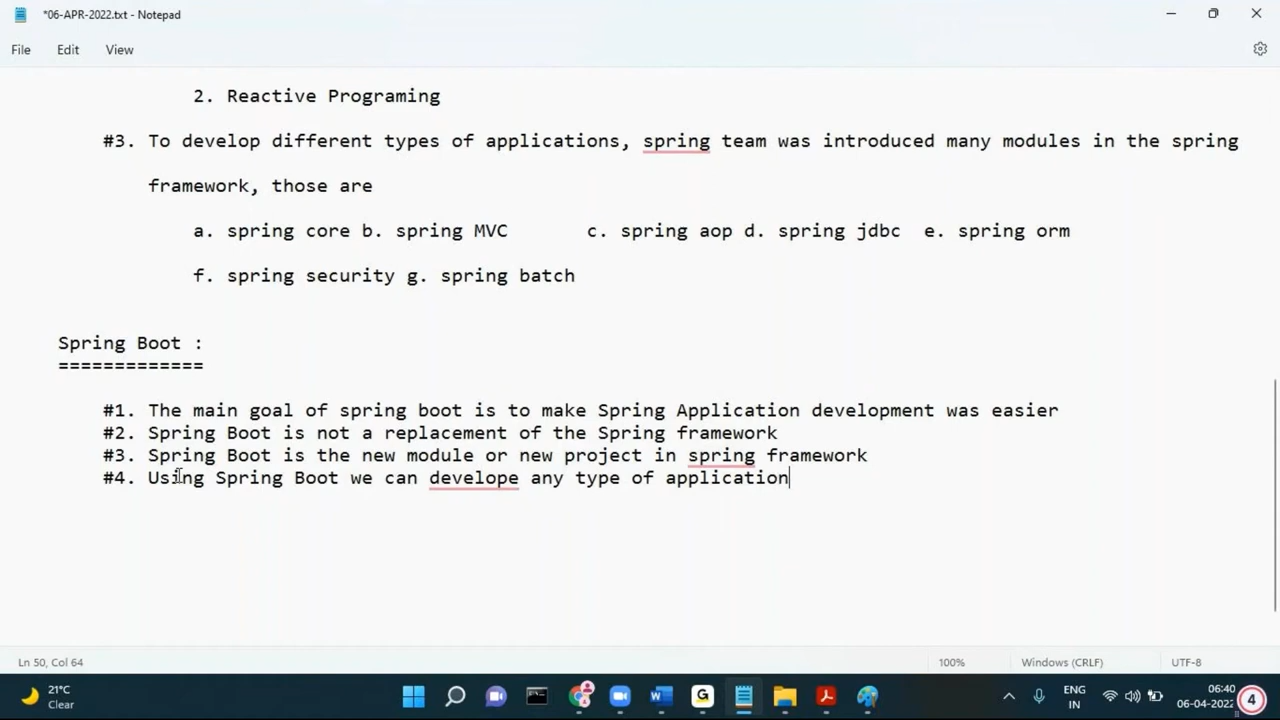 *06-APR-2022.txt - Notepad
File Edit View
2. Reactive Programing
#3. To develop different types of applications, spring team was introduced many modules in the spring
framework, those are
a. spring core b. spring MVC c. spring aop d. spring jdbc e. spring orm
f. spring security g. spring batch
Spring Boot :
=============
#1. The main goal of spring boot is to make Spring Application development was easier
#2. Spring Boot is not a replacement of the Spring framework
#3. Spring Boot is the new module or new project in spring framework
#4. Using Spring Boot we can develope any type of application
Ln 50, Col 64 100% Windows (CRLF) UTF-8
21°C
Clear
ENG
IN
06:40
06-04-2022
4